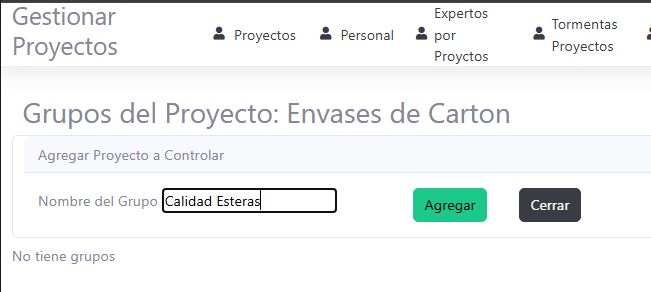 Gestionar
Proyectos
Proyectos
Personal
Expertos
por
Proyctos
Tormentas
Proyectos
Grupos del Proyecto: Envases de Carton
Agregar Proyecto a Controlar
Nombre del Grupo Calidad Esteras Agregar Cerrar
No tiene grupos